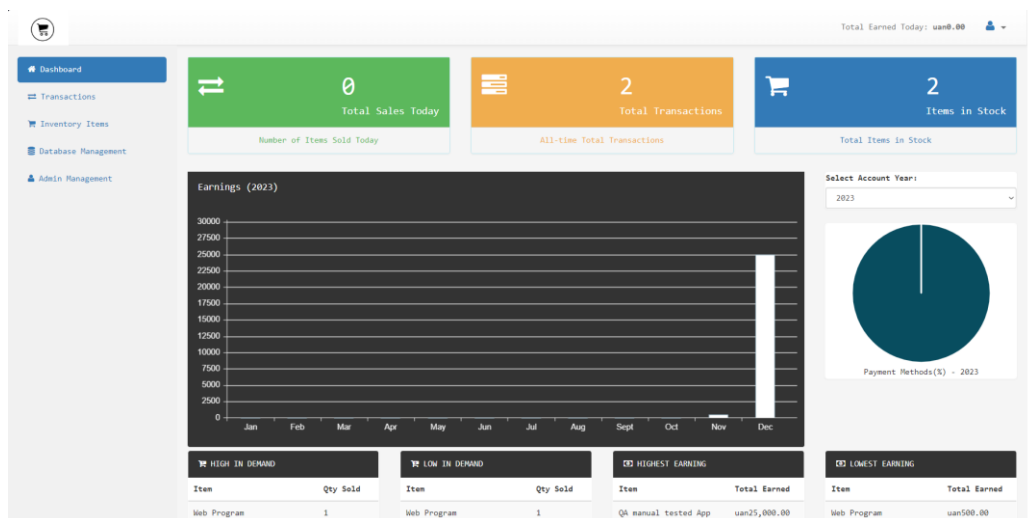 Total Earned Today: uan0.00
Dashboard
Transactions
Inventory Items
Database Management
Admin Management
0
Total Sales Today
Number of Items Sold Today
2
Total Transactions
All-time Total Transactions
2
Items in Stock
Total Items in Stock
Earnings (2023)
30000
27500
25000
22500
20000
17500
15000
12500
10000
7500
5000
2500
0
Jan Feb Mar Apr May Jun Jul Aug Sept Oct Nov Dec
Select Account Year:
2023
Payment Methods(%) - 2023
HIGH IN DEMAND
Item Qty Sold
Web Program 1
LOW IN DEMAND
Item Qty Sold
Web Program 1
HIGHEST EARNING
Item Total Earned
QA manual tested App uan25,000.00
LOWEST EARNING
Item Total Earned
Web Program uan500.00